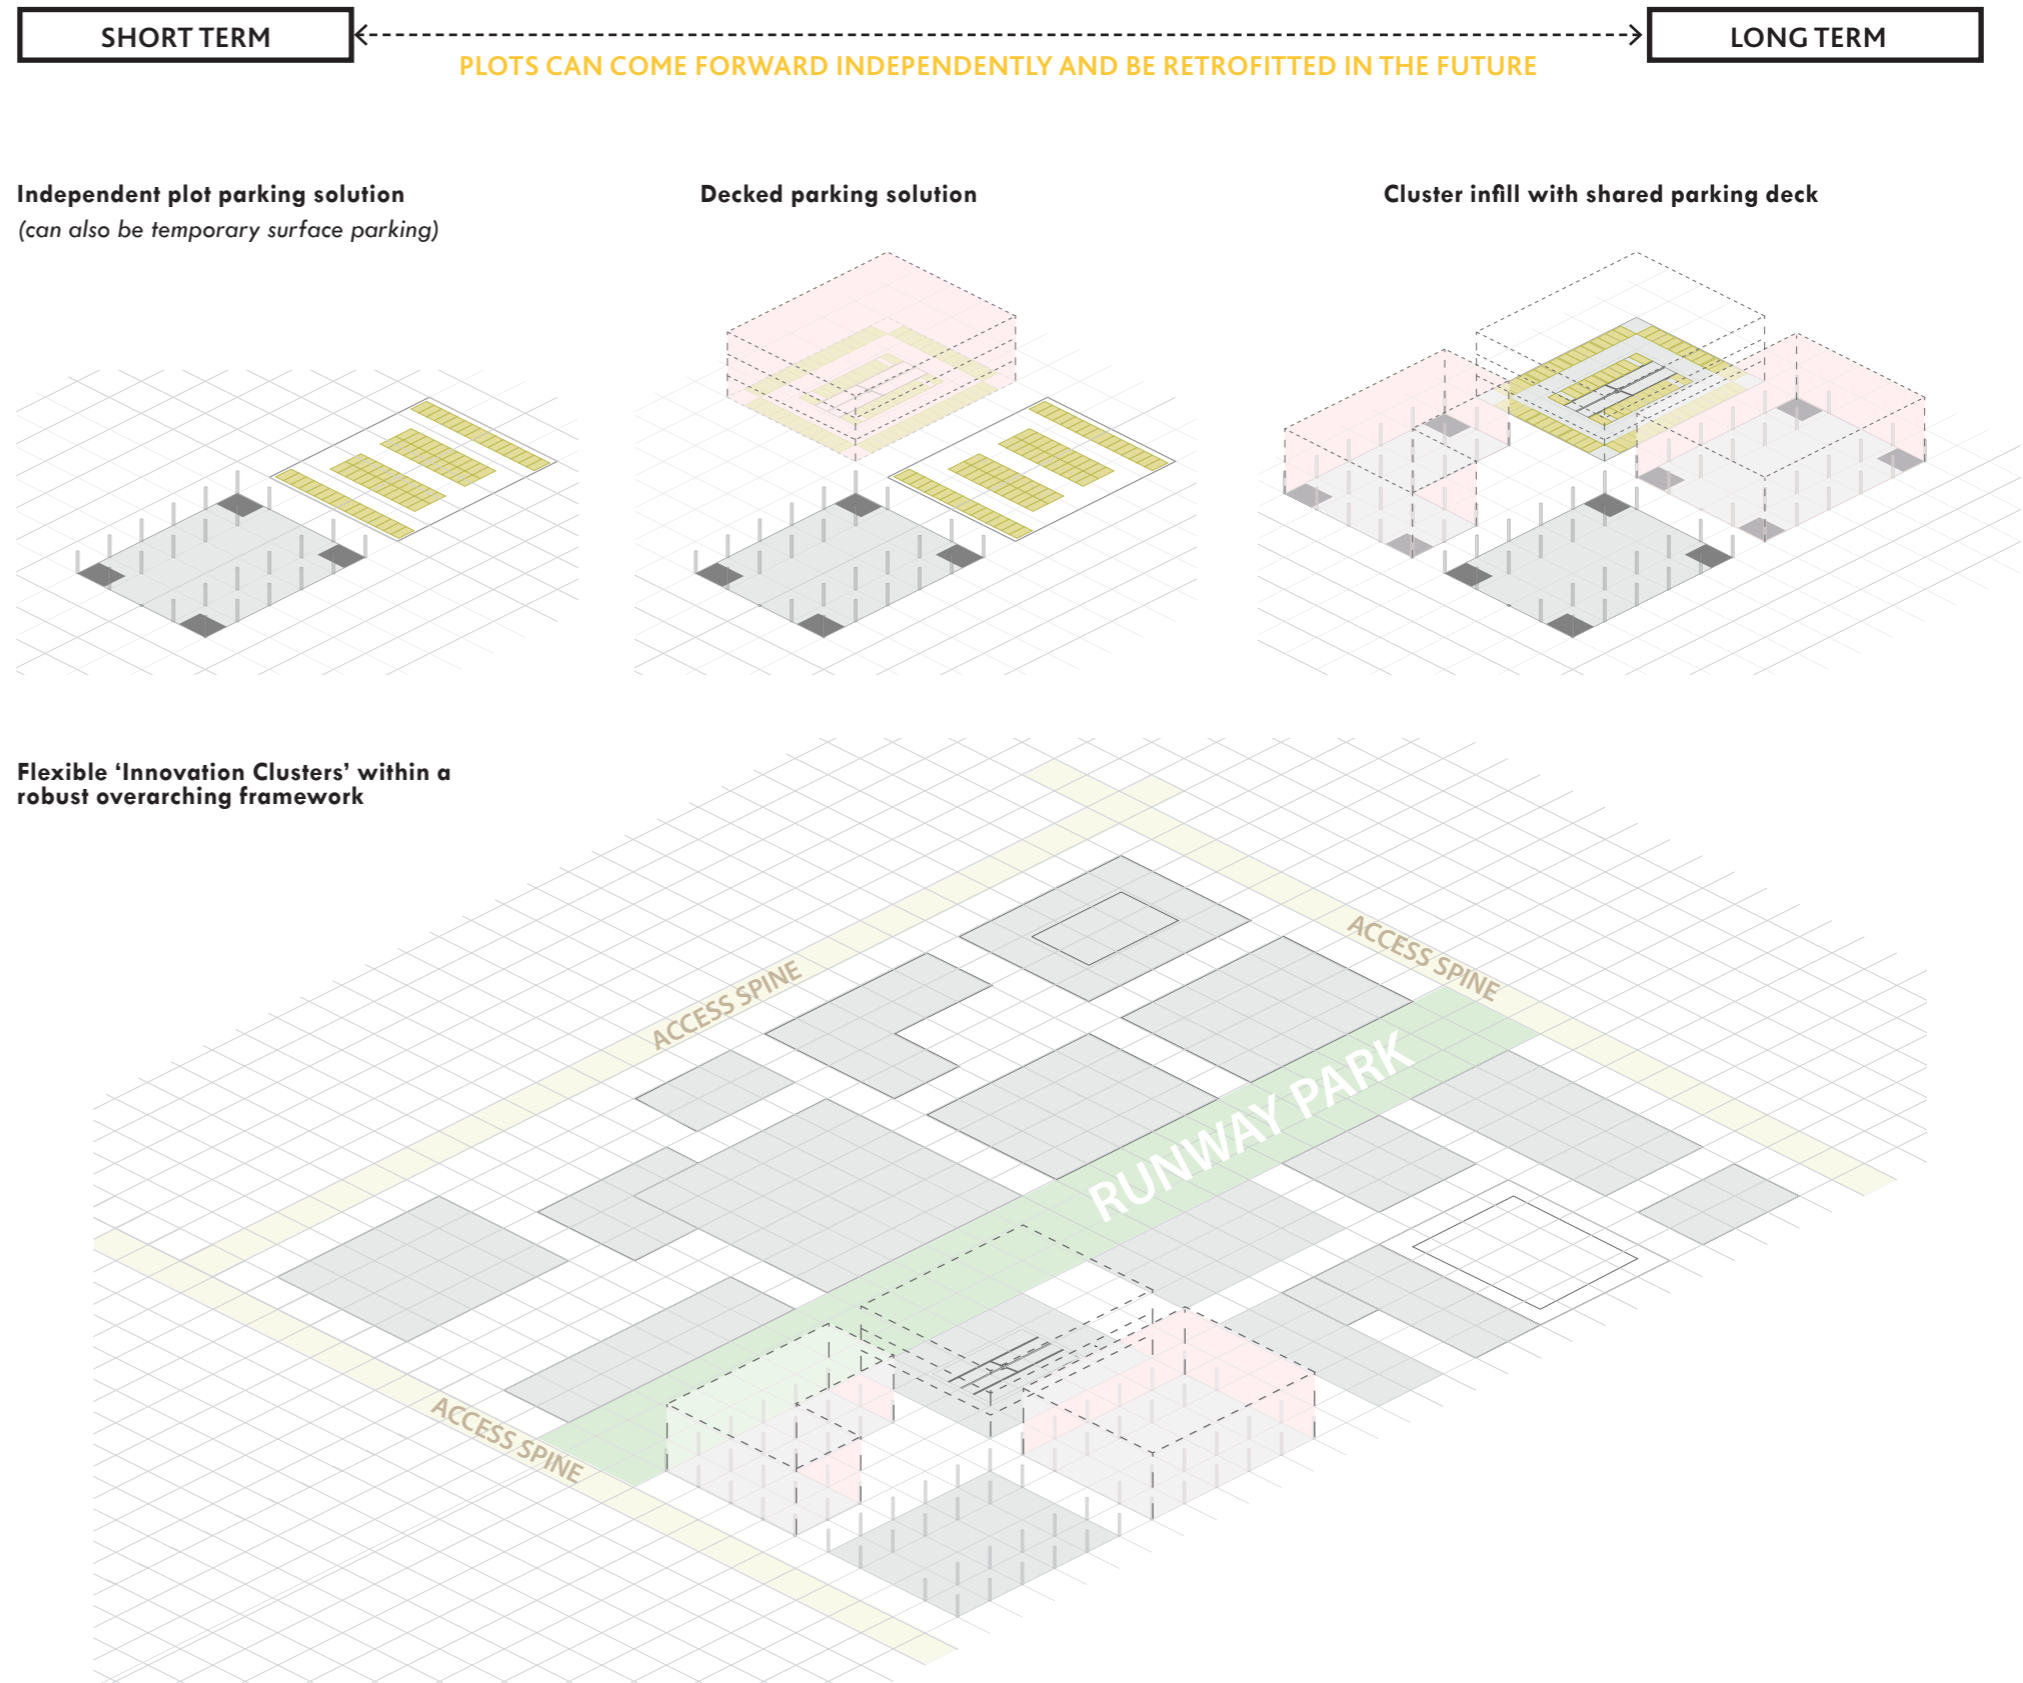 SHORT TERM
LONG TERM
PLOTS CAN COME FORWARD INDEPENDENTLY AND BE RETROFITTED IN THE FUTURE
Independent plot parking solution
(can also be temporary surface parking)
Decked parking solution
Cluster infill with shared parking deck
Flexible ‘Innovation Clusters’ within a
robust overarching framework
ACCESS SPINE
ACCESS SPINE
RUNWAY PARK
ACCESS SPINE